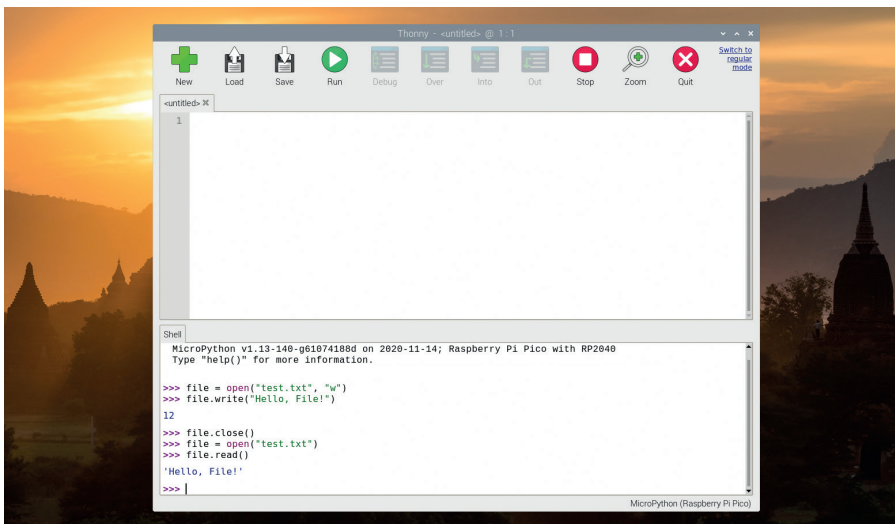 Thonny - <untitled> @ 1:1
New Load Save Run Debug Over Into Out Stop Zoom Quit
Switch to
regular
mode
<untitled>
1
Shell
MicroPython v1.13-140-g61074188d on 2020-11-14; Raspberry Pi Pico with RP2040
Type "help()" for more information.
>>> file = open("test.txt", "w")
>>> file.write("Hello, File!")
12
>>> file.close()
>>> file = open("test.txt")
>>> file.read()
'Hello, File!'
>>>
MicroPython (Raspberry Pi Pico)